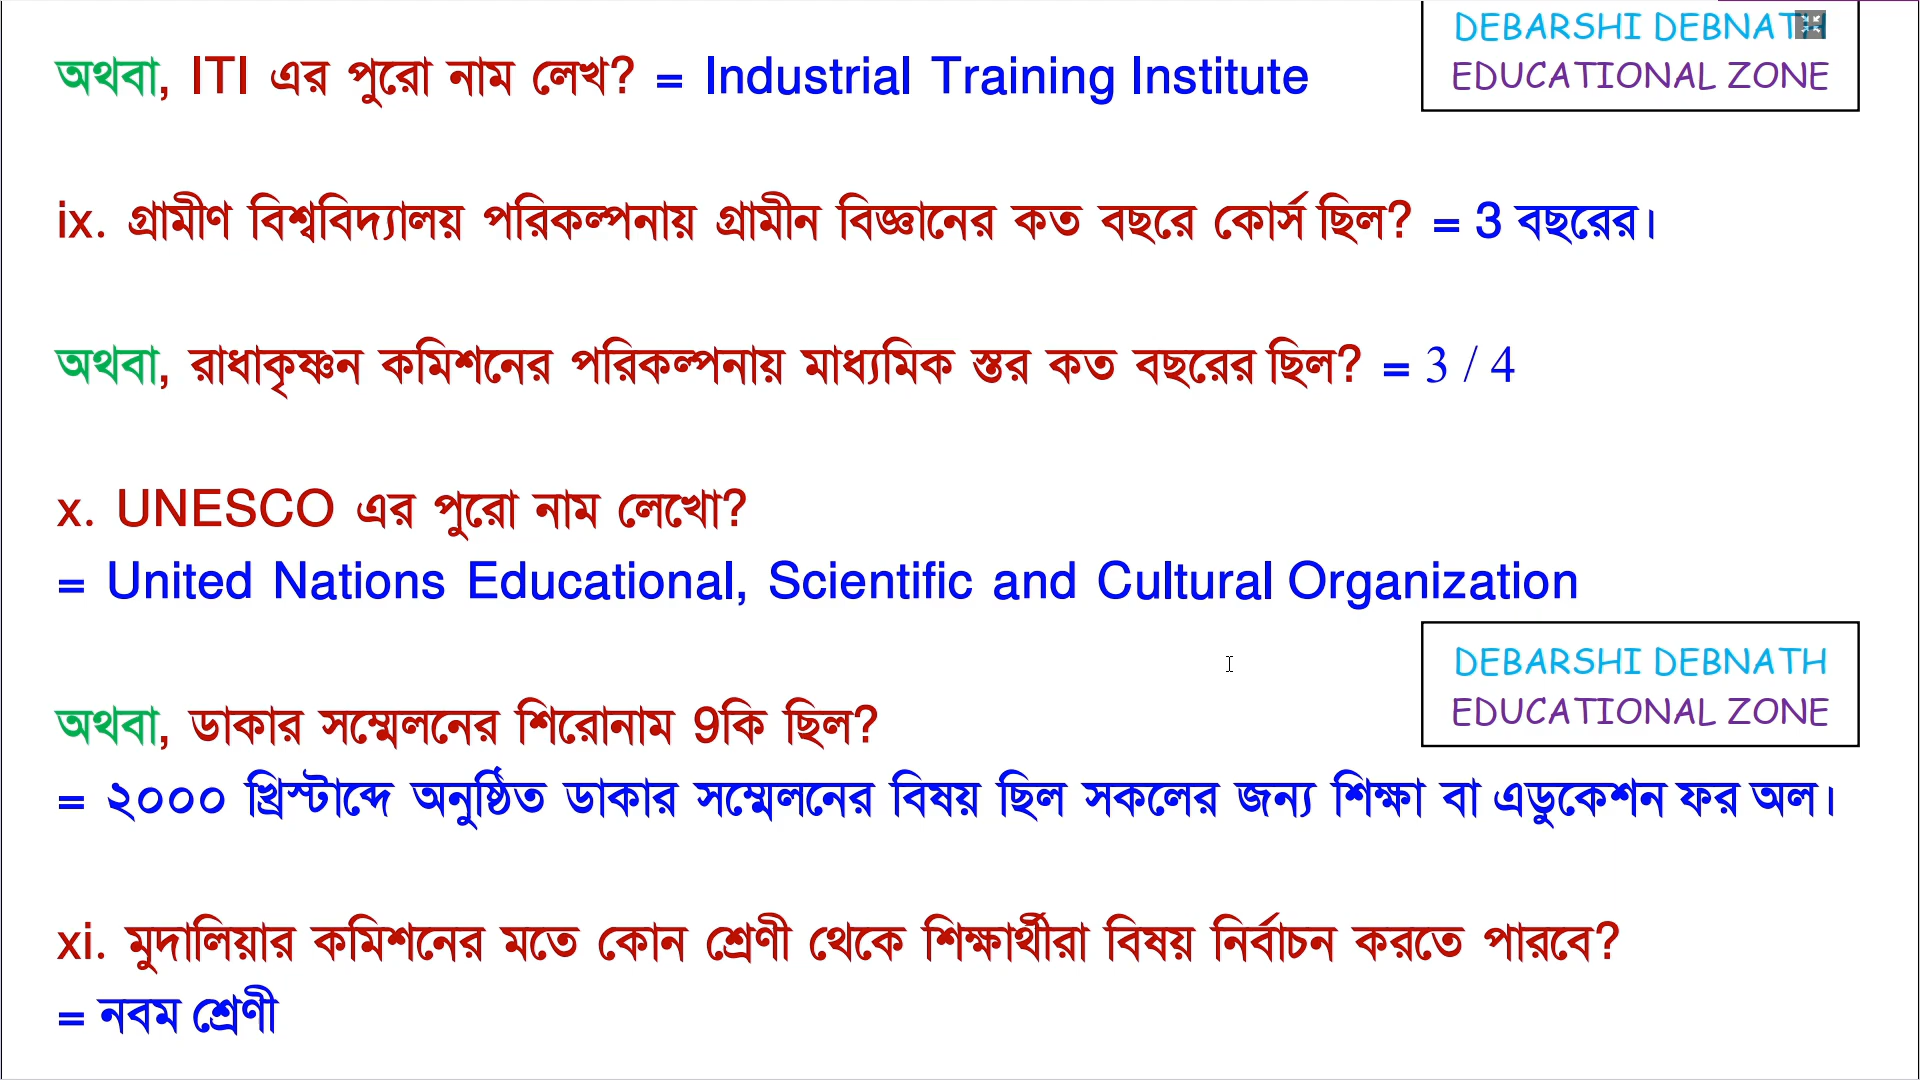 DEBARSHI DEBNATH
EDUCATIONAL ZONE
অথবা, ITI এর পুরো নাম লেখ? = Industrial Training Institute
ix. গ্রামীণ বিশ্ববিদ্যালয় পরিকল্পনায় গ্রামীন বিজ্ঞানের কত বছরে কোর্স ছিল? = 3 বছরের।
অথবা, রাধাকৃষ্ণন কমিশনের পরিকল্পনায় মাধ্যমিক স্তর কত বছরের ছিল? = 3 / 4
x. UNESCO এর পুরো নাম লেখো?
= United Nations Educational, Scientific and Cultural Organization
DEBARSHI DEBNATH
EDUCATIONAL ZONE
অথবা, ডাকার সম্মেলনের শিরোনাম 9কি ছিল?
= ২০০০ খ্রিস্টাব্দে অনুষ্ঠিত ডাকার সম্মেলনের বিষয় ছিল সকলের জন্য শিক্ষা বা এডুকেশন ফর অল।
xi. মুদালিয়ার কমিশনের মতে কোন শ্রেণী থেকে শিক্ষার্থীরা বিষয় নির্বাচন করতে পারবে?
= নবম শ্রেণী